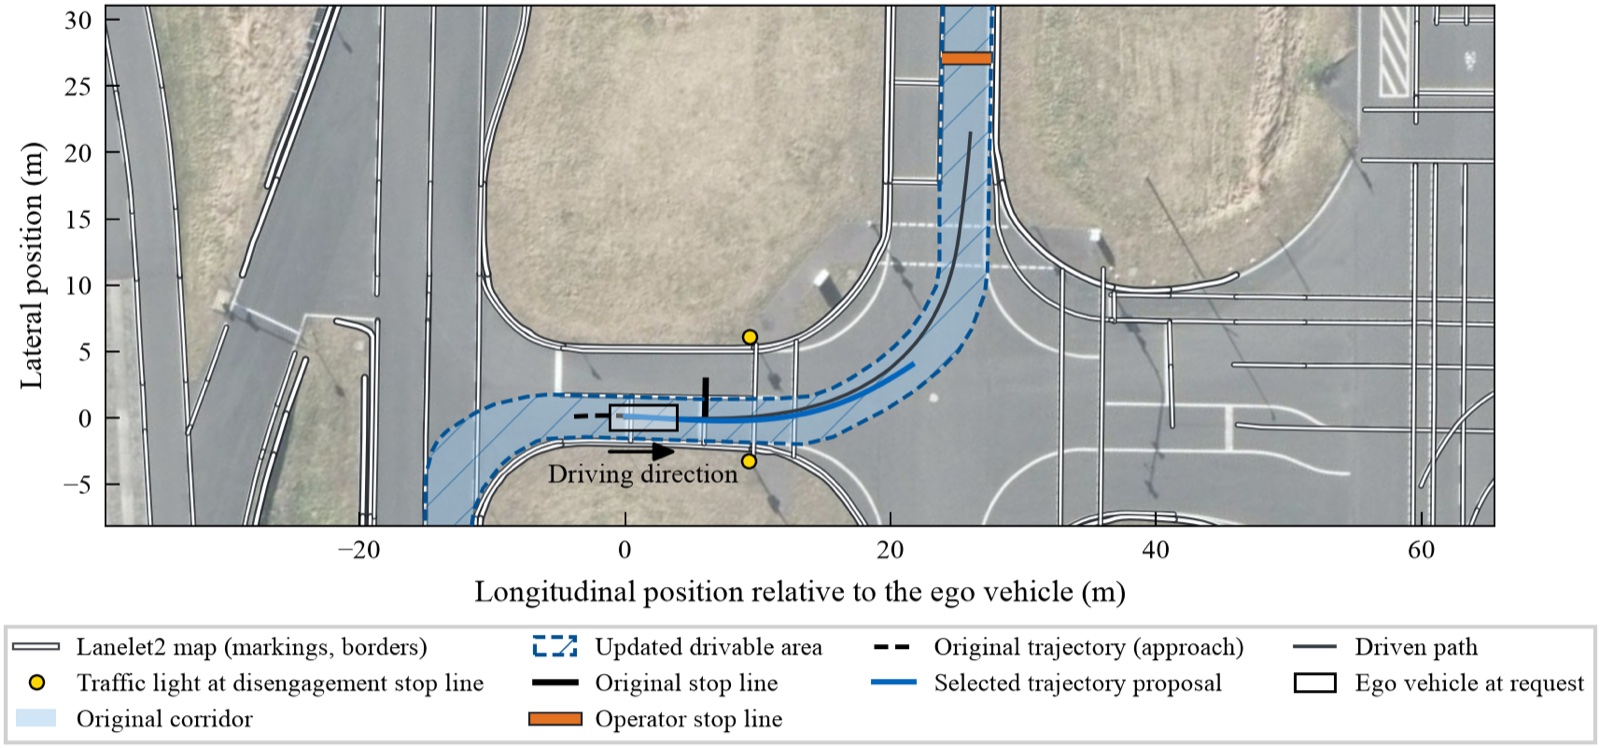 30
25
20
15
10
5
0
−5
Lateral position (m)
Driving direction
−20
0
20
40
60
Longitudinal position relative to the ego vehicle (m)
Lanelet2 map (markings, borders)
Updated drivable area
Original trajectory (approach)
Driven path
Traffic light at disengagement stop line
Original stop line
Selected trajectory proposal
Ego vehicle at request
Original corridor
Operator stop line